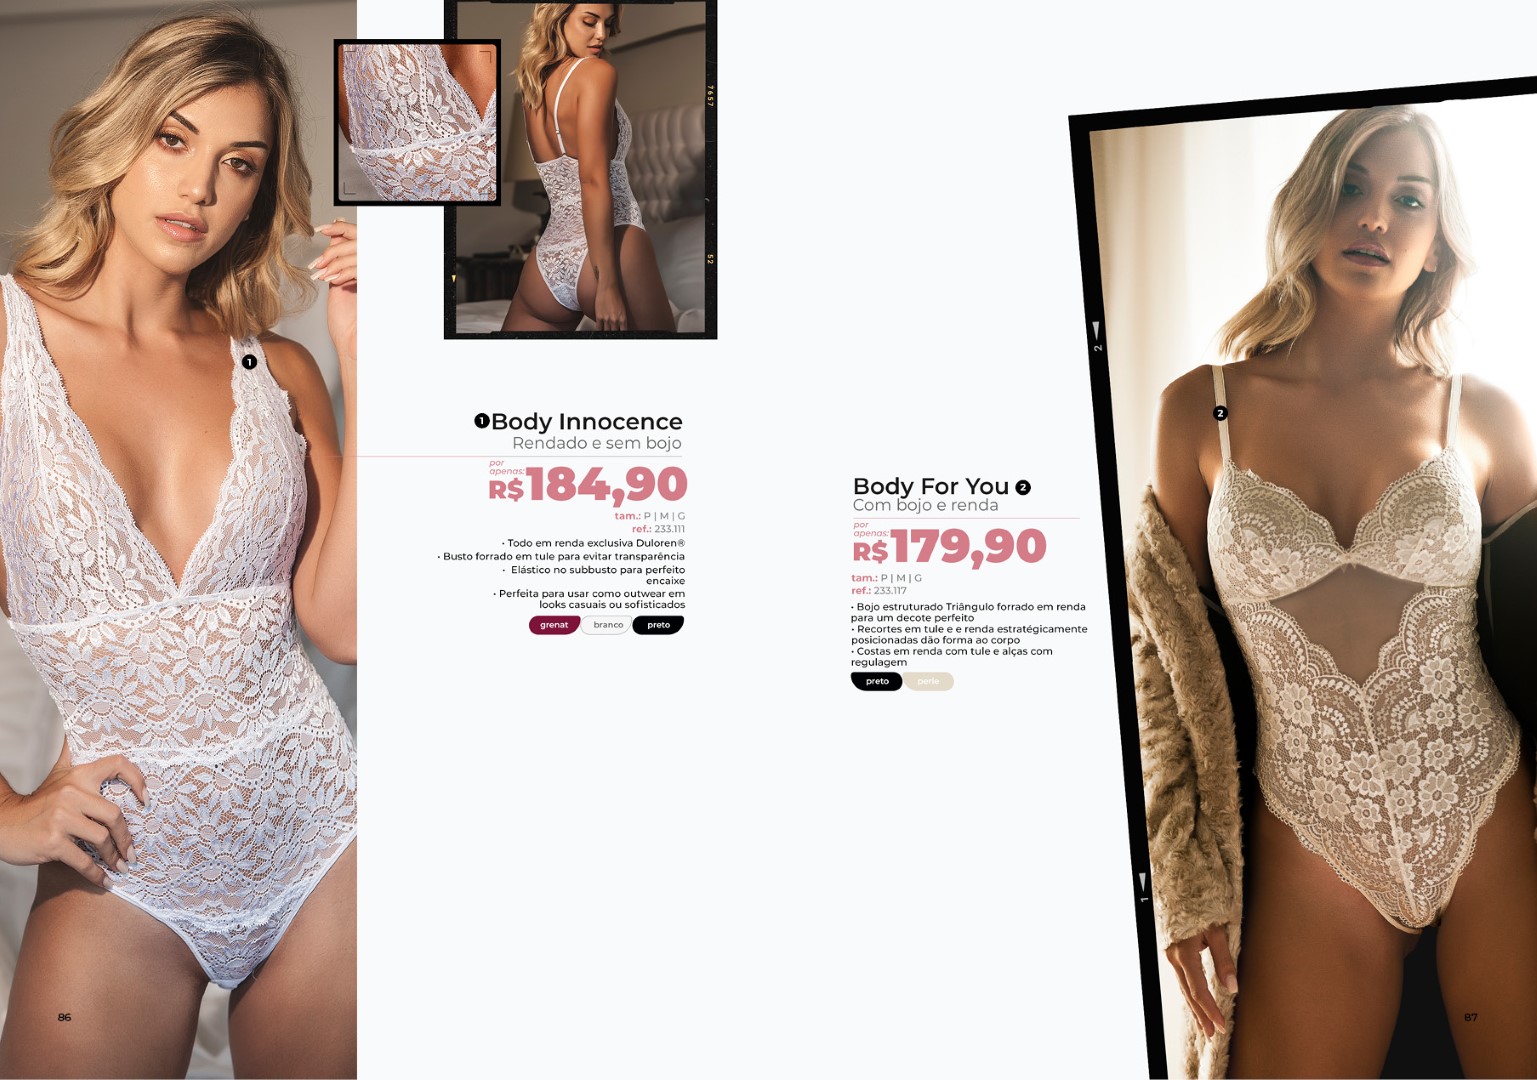 7657
52
1
1 Body Innocence
Rendado e sem bojo
por
apenas:
R$184,90
tam.: P | M | G
ref.: 233.111
• Todo em renda exclusiva Duloren®
• Busto forrado em tule para evitar transparência
• Elástico no subbusto para perfeito
encaixe
• Perfeita para usar como outwear em
looks casuais ou sofisticados
grenat branco preto
86
2
2
Body For You 2
Com bojo e renda
por
apenas:
R$179,90
tam.: P | M | G
ref.: 233.117
• Bojo estruturado Triângulo forrado em renda
para um decote perfeito
• Recortes em tule e e renda estratégicamente
posicionadas dão forma ao corpo
• Costas em renda com tule e alças com
regulagem
preto perle
1
87